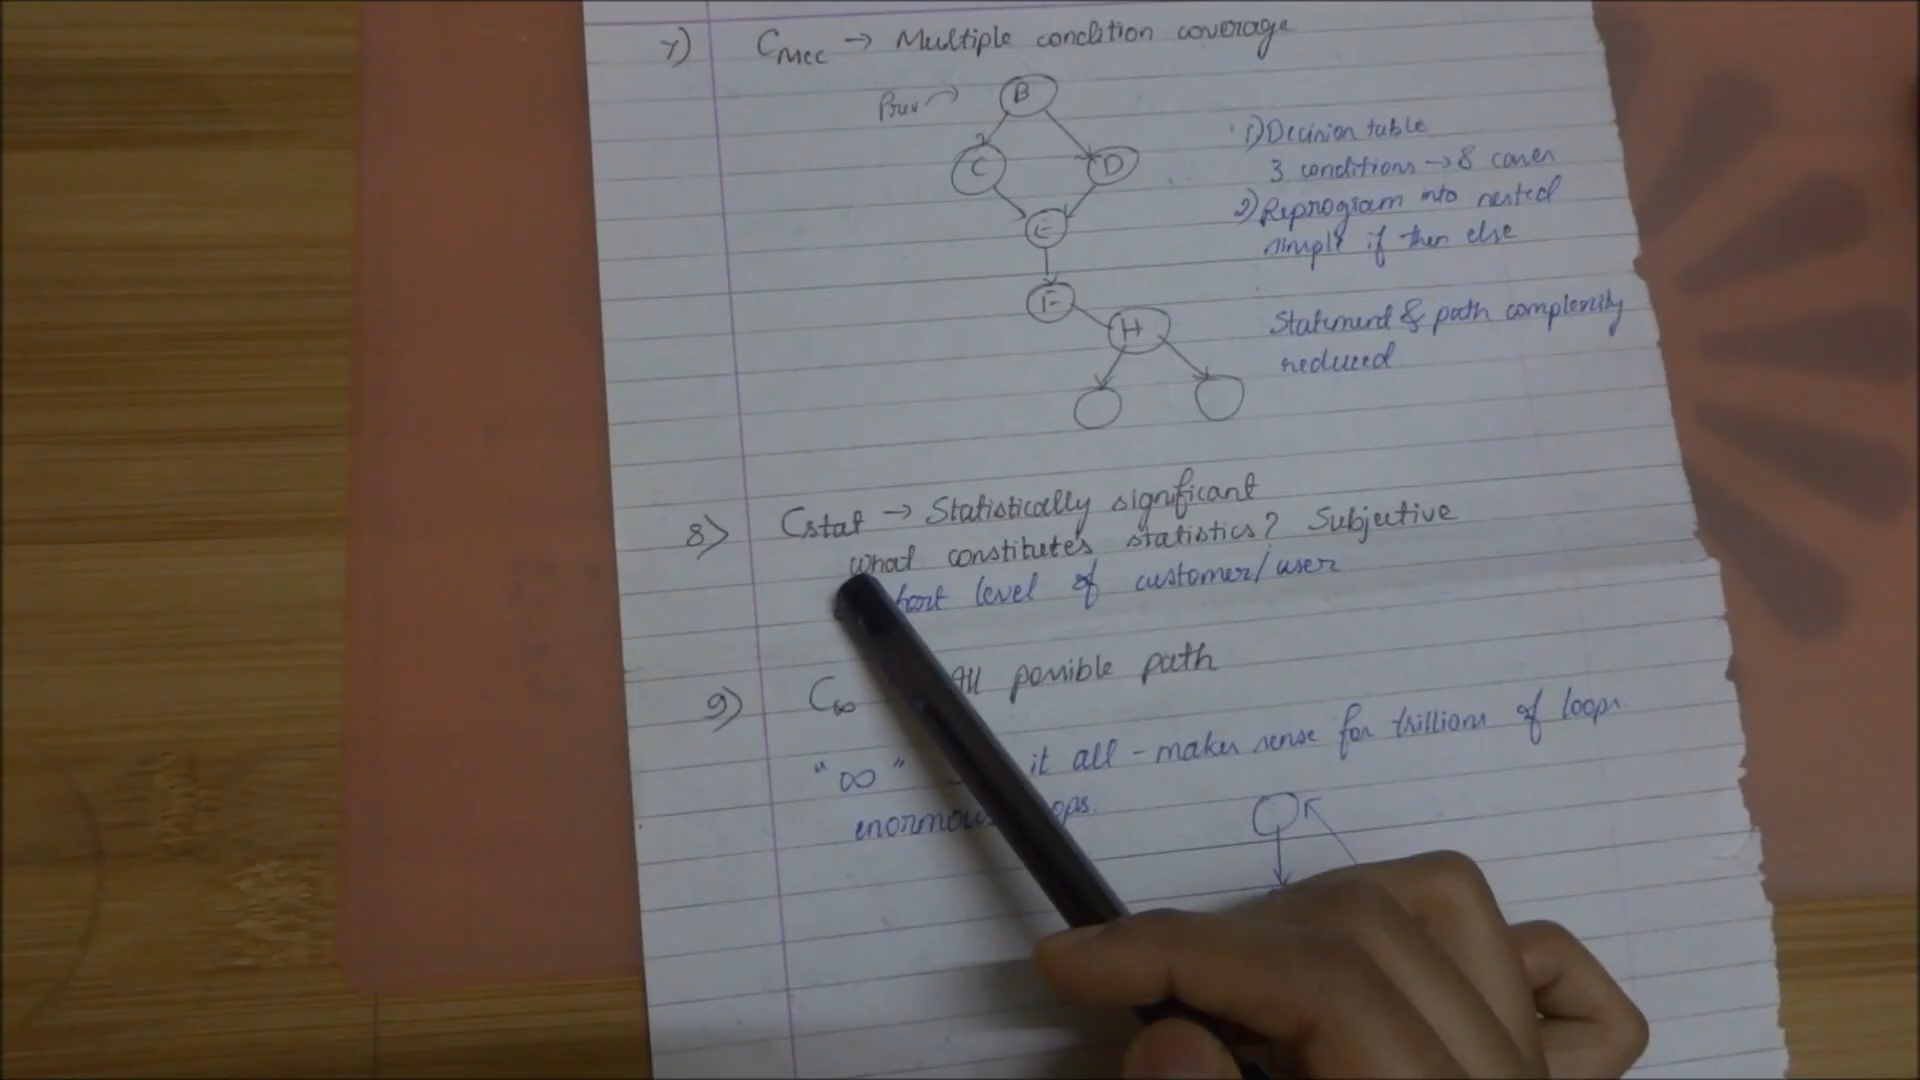 7) CMCC → Multiple condition coverage
Prev
B
C
D
E
F
H
1) Decision table
3 conditions → 8 cases
2) Reprogram into nested
simple if then else
Statement & path complexity
reduced.
8) Cstat → Statistically significant
What constitutes statistics? Subjective
level of customer/user
9) C∞ All possible path
"∞" it all - makes sense for trillions of loops
enormous